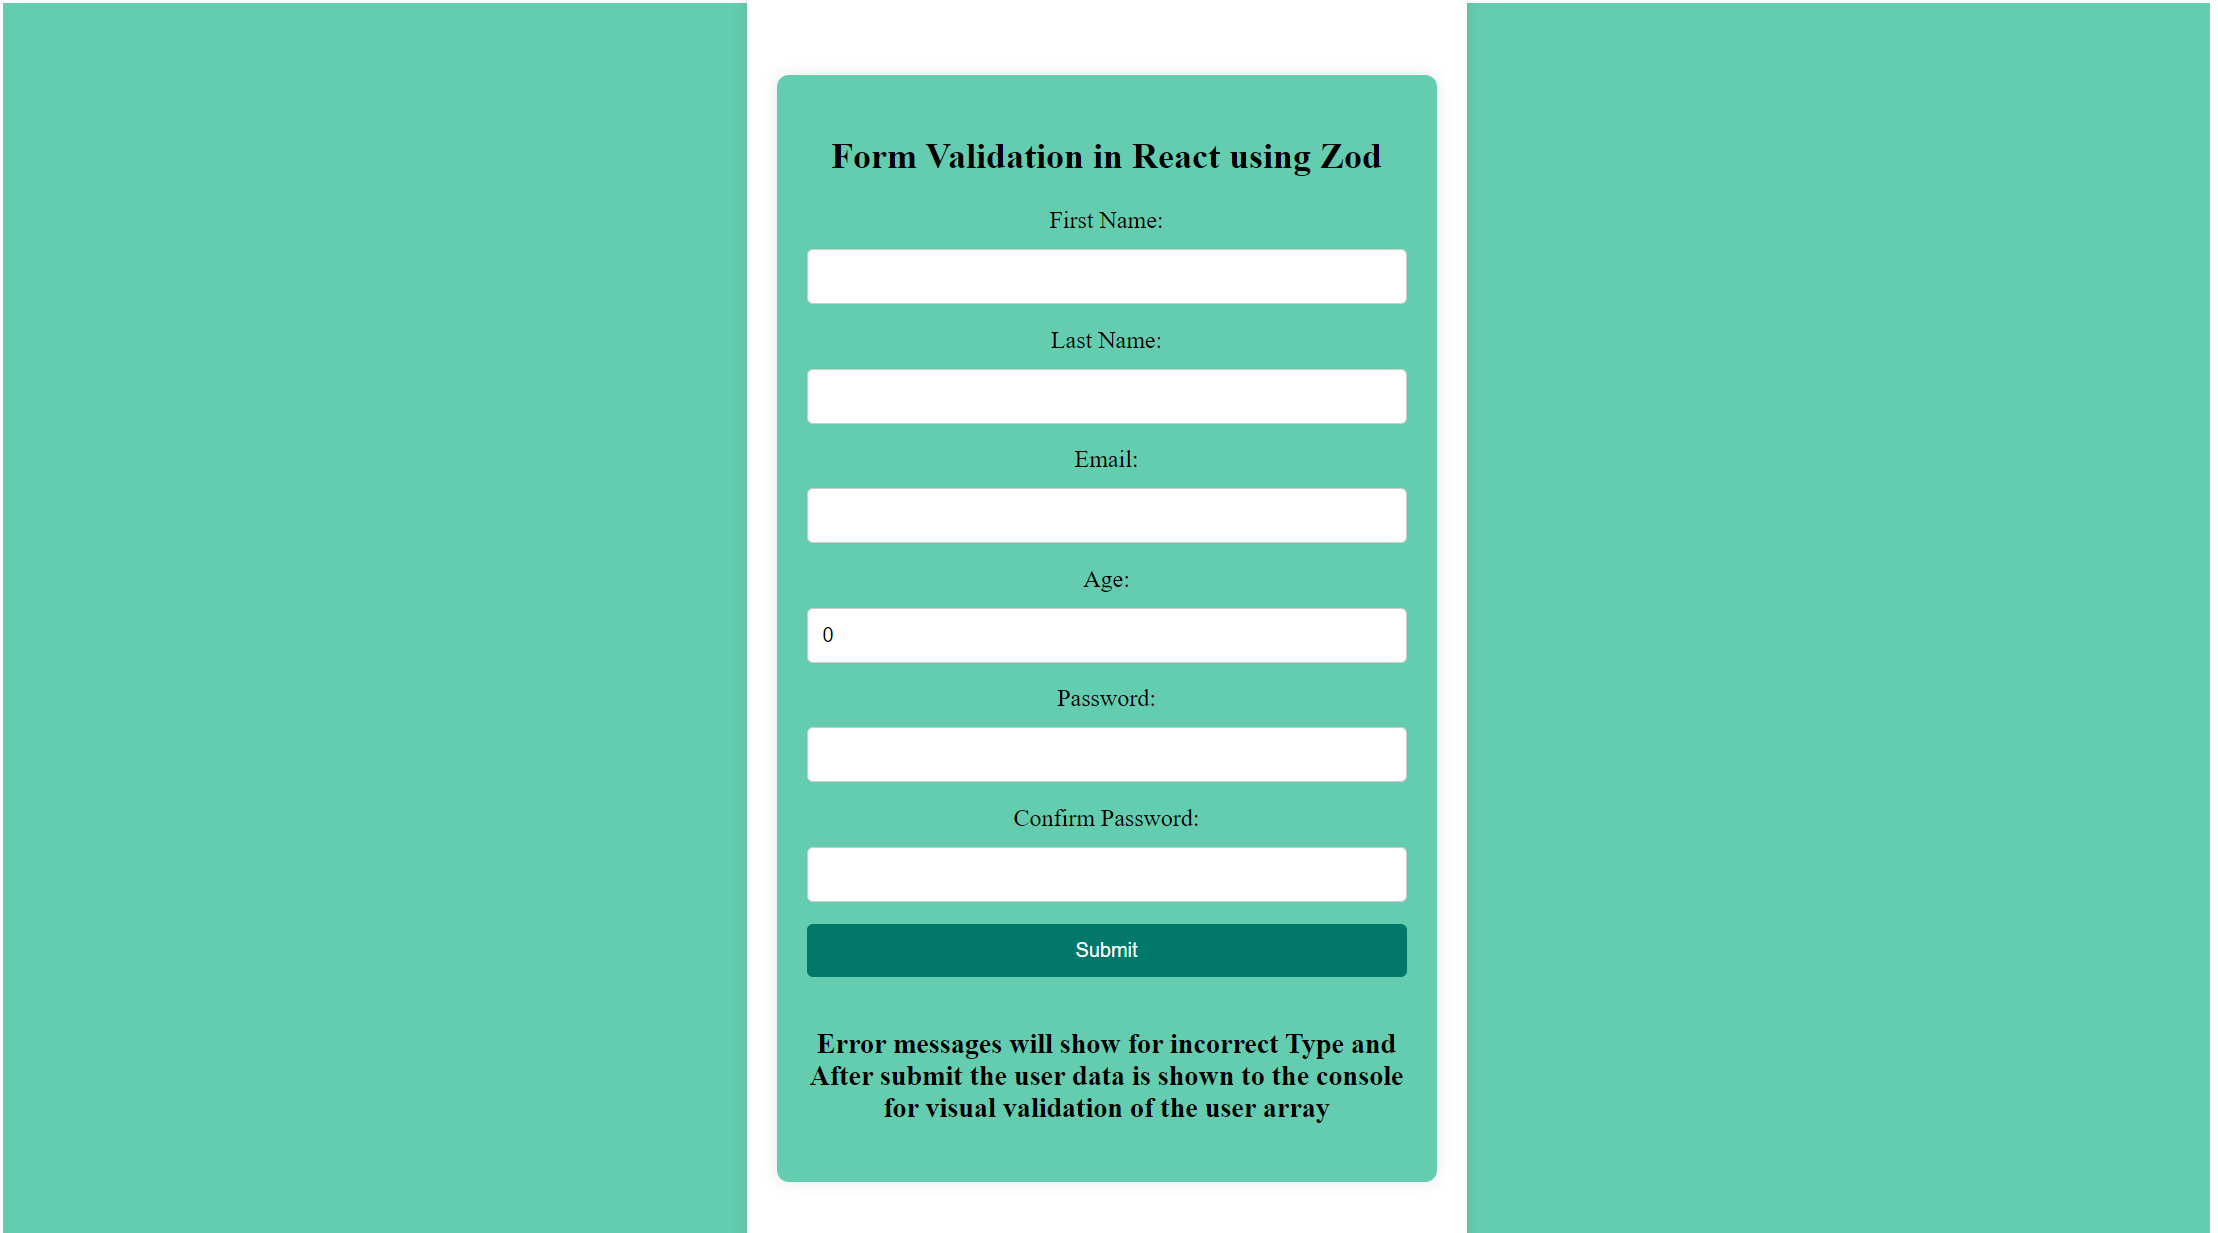 Form Validation in React using Zod
First Name:
Last Name:
Email:
Age:
0
Password:
Confirm Password:
Submit
Error messages will show for incorrect Type and
After submit the user data is shown to the console
for visual validation of the user array